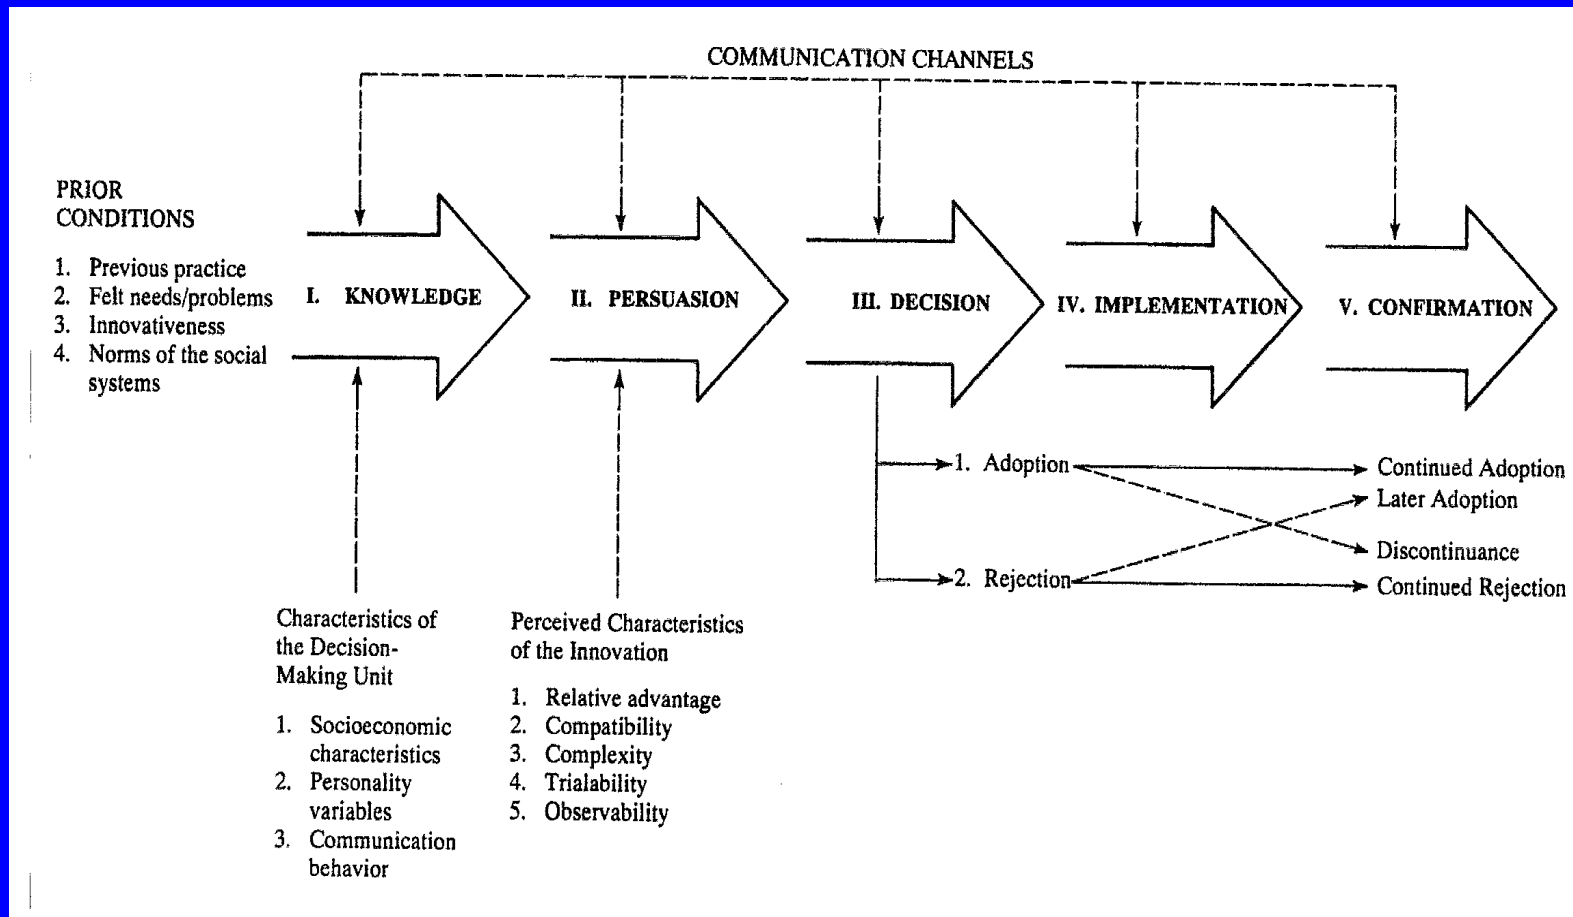 COMMUNICATION CHANNELS
PRIOR
CONDITIONS
1. Previous practice
2. Felt needs/problems
3. Innovativeness
4. Norms of the social
systems
I. KNOWLEDGE
II. PERSUASION
III. DECISION
IV. IMPLEMENTATION
V. CONFIRMATION
1. Adoption
2. Rejection
Continued Adoption
Later Adoption
Discontinuance
Continued Rejection
Characteristics of
the Decision-
Making Unit
1. Socioeconomic
characteristics
2. Personality
variables
3. Communication
behavior
Perceived Characteristics
of the Innovation
1. Relative advantage
2. Compatibility
3. Complexity
4. Trialability
5. Observability